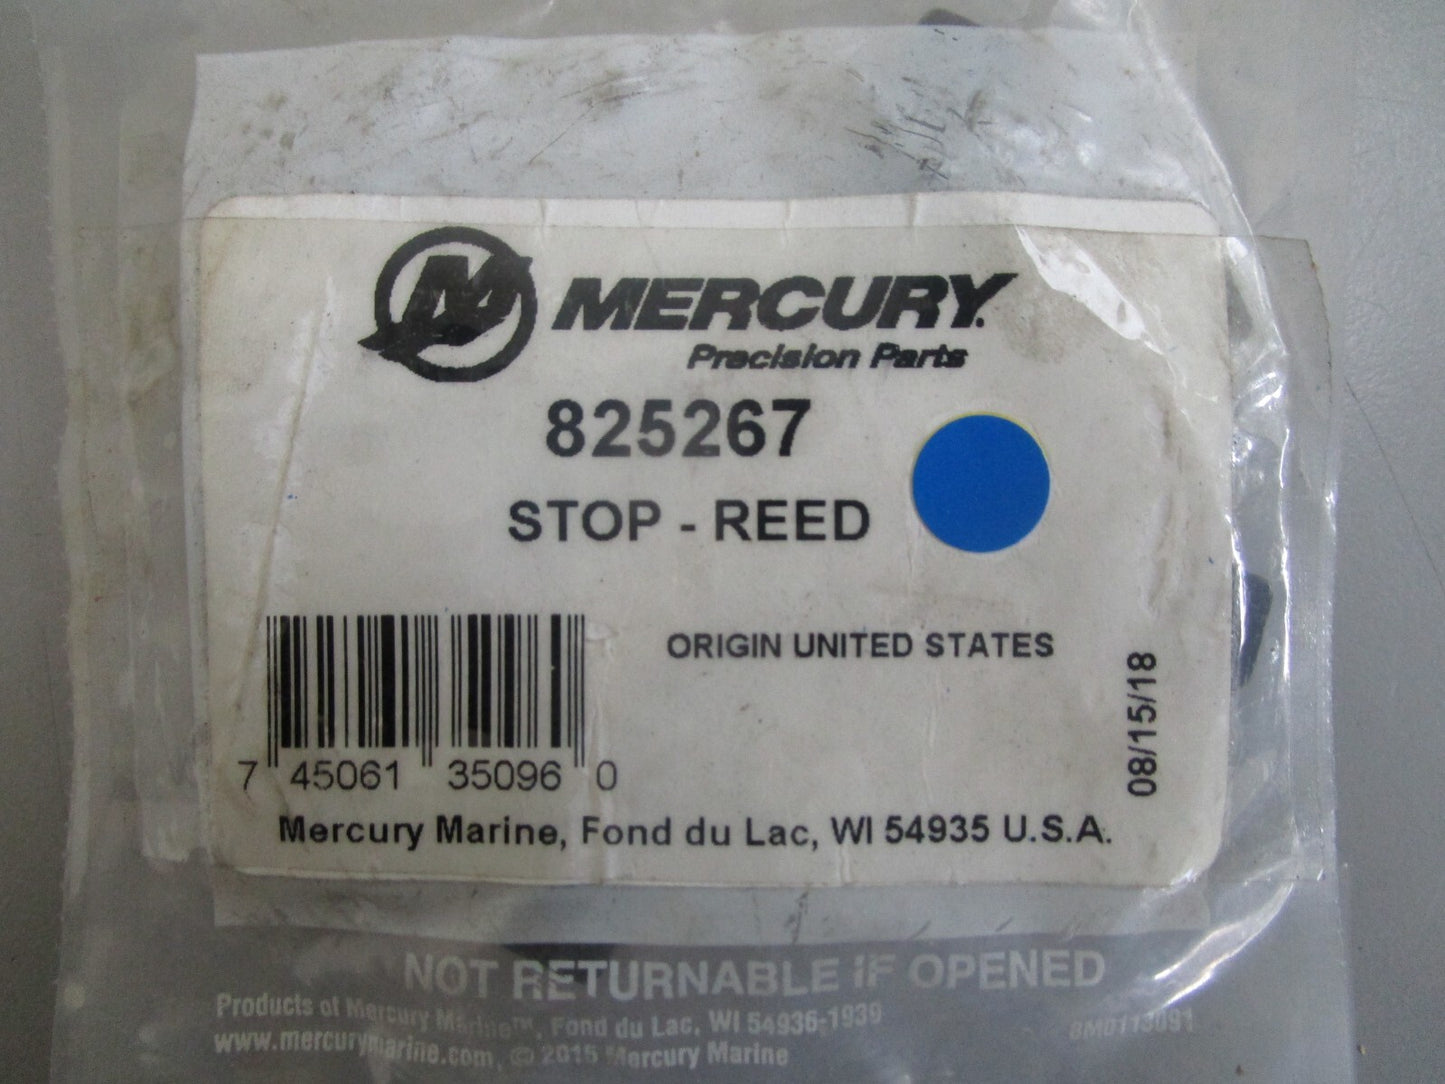 MERCURY
Precision Parts
825267
STOP - REED
ORIGIN UNITED STATES
08/15/18
7 45061 35096 0
Mercury Marine, Fond du Lac, WI 54935 U.S.A.
NOT RETURNABLE IF OPENED
Products of Mercury Marine™, Fond du Lac, WI 54936-1939
8M0113091
www.mercurymarine.com, © 2015 Mercury Marine